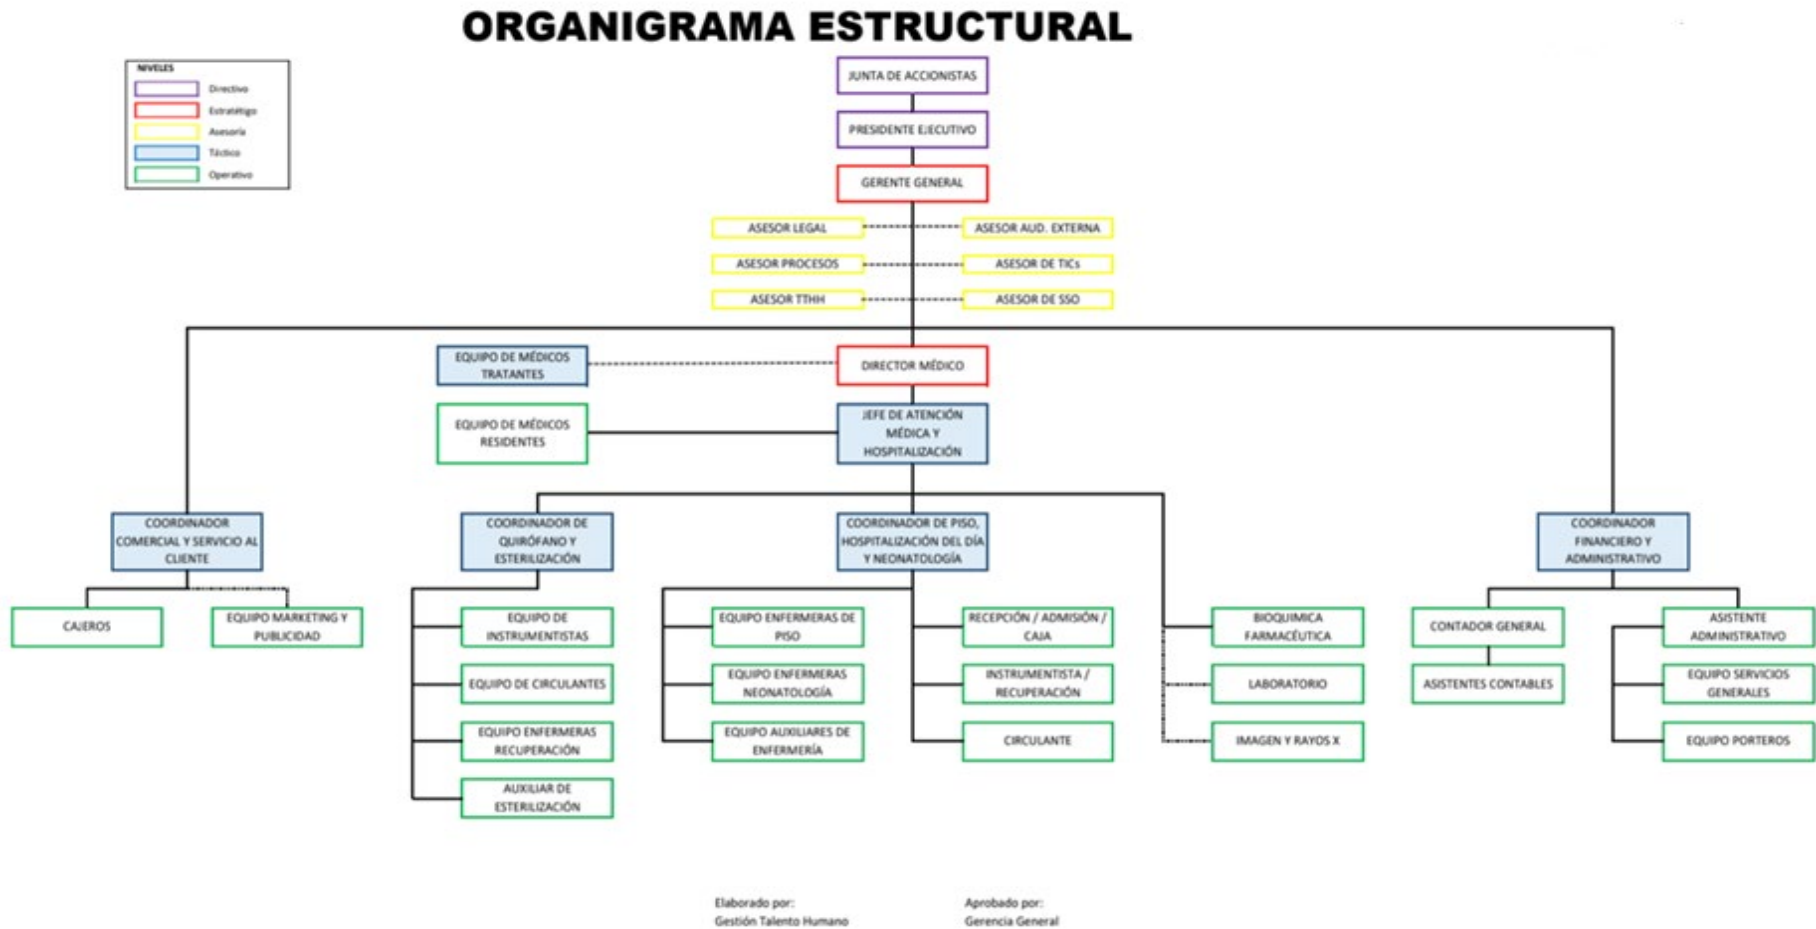 ORGANIGRAMA ESTRUCTURAL
NIVELES
Directivo
Estratétigo
Asesoría
Táctico
Operativo
JUNTA DE ACCIONISTAS
PRESIDENTE EJECUTIVO
GERENTE GENERAL
ASESOR LEGAL
ASESOR AUD. EXTERNA
ASESOR PROCESOS
ASESOR DE TICs
ASESOR TTHH
ASESOR DE SSO
EQUIPO DE MÉDICOS
TRATANTES
DIRECTOR MÉDICO
EQUIPO DE MÉDICOS
RESIDENTES
JEFE DE ATENCIÓN
MÉDICA Y
HOSPITALIZACIÓN
COORDINADOR
COMERCIAL Y SERVICIO AL
CLIENTE
COORDINADOR DE
QUIRÓFANO Y
ESTERILIZACIÓN
COORDINADOR DE PISO,
HOSPITALIZACIÓN DEL DÍA
Y NEONATOLOGÍA
COORDINADOR
FINANCIERO Y
ADMINISTRATIVO
CAJEROS
EQUIPO MARKETING Y
PUBLICIDAD
EQUIPO DE
INSTRUMENTISTAS
EQUIPO ENFERMERAS DE
PISO
RECEPCIÓN / ADMISIÓN /
CAJA
BIOQUIMICA
FARMACÉUTICA
CONTADOR GENERAL
ASISTENTE
ADMINISTRATIVO
EQUIPO DE CIRCULANTES
EQUIPO ENFERMERAS
NEONATOLOGÍA
INSTRUMENTISTA /
RECUPERACIÓN
LABORATORIO
ASISTENTES CONTABLES
EQUIPO SERVICIOS
GENERALES
EQUIPO ENFERMERAS
RECUPERACIÓN
EQUIPO AUXILIARES DE
ENFERMERÍA
CIRCULANTE
IMAGEN Y RAYOS X
EQUIPO PORTEROS
AUXILIAR DE
ESTERILIZACIÓN
Elaborado por:
Gestión Talento Humano
Aprobado por:
Gerencia General